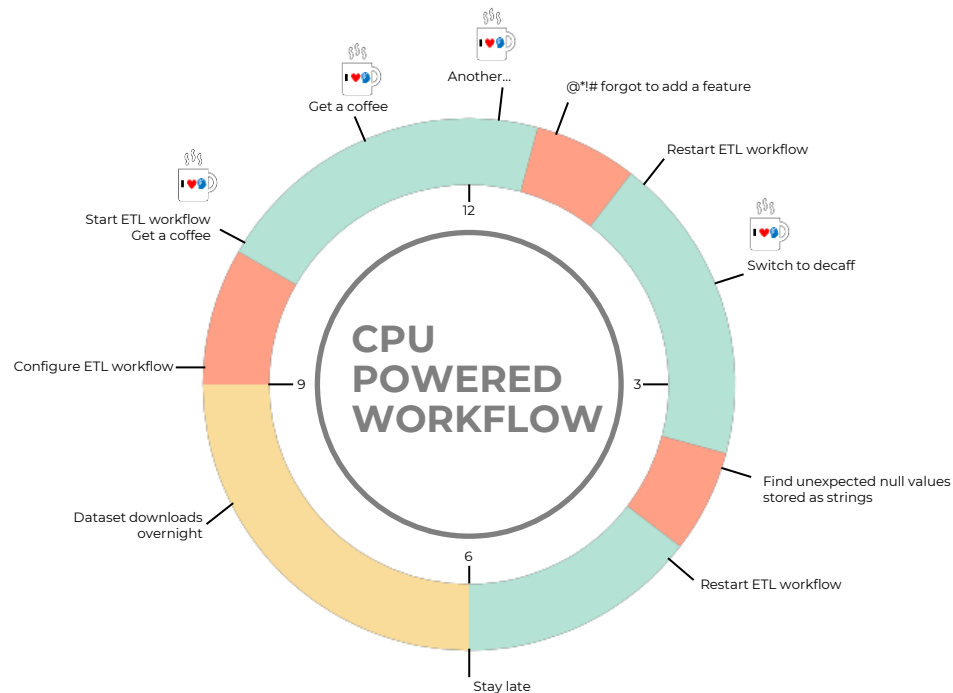 I
Another...
@*!# forgot to add a feature
I
Get a coffee
Restart ETL workflow
I
Start ETL workflow
Get a coffee
12
I
Switch to decaff
CPU
POWERED
WORKFLOW
Configure ETL workflow
9
3
Find unexpected null values
stored as strings
Dataset downloads
overnight
6
Restart ETL workflow
Stay late